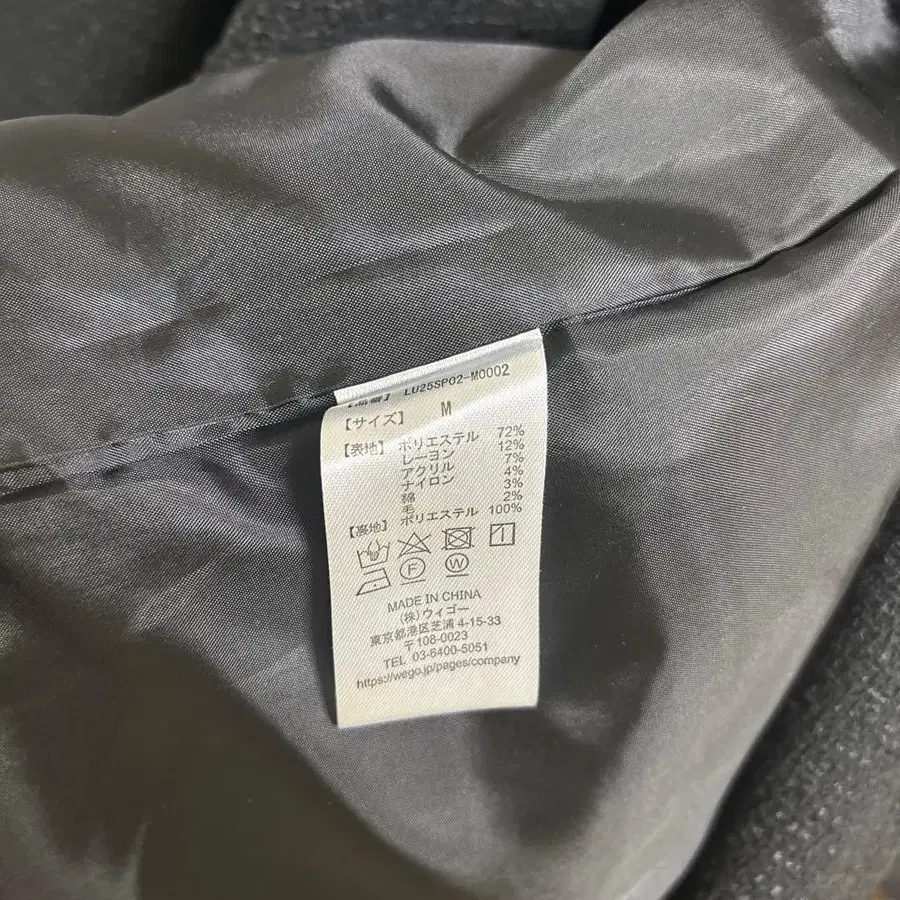 【品番】 LU25SP02-M0002
【サイズ】 M
【表地】 ポリエステル 72%
レーヨン 12%
アクリル 7%
ナイロン 4%
綿 3%
毛 2%
【裏地】 ポリエステル 100%
F W
MADE IN CHINA
(株)ウィゴー
東京都港区芝浦 4-15-33
〒108-0023
TEL 03-6400-5051
https://wego.jp/pages/company